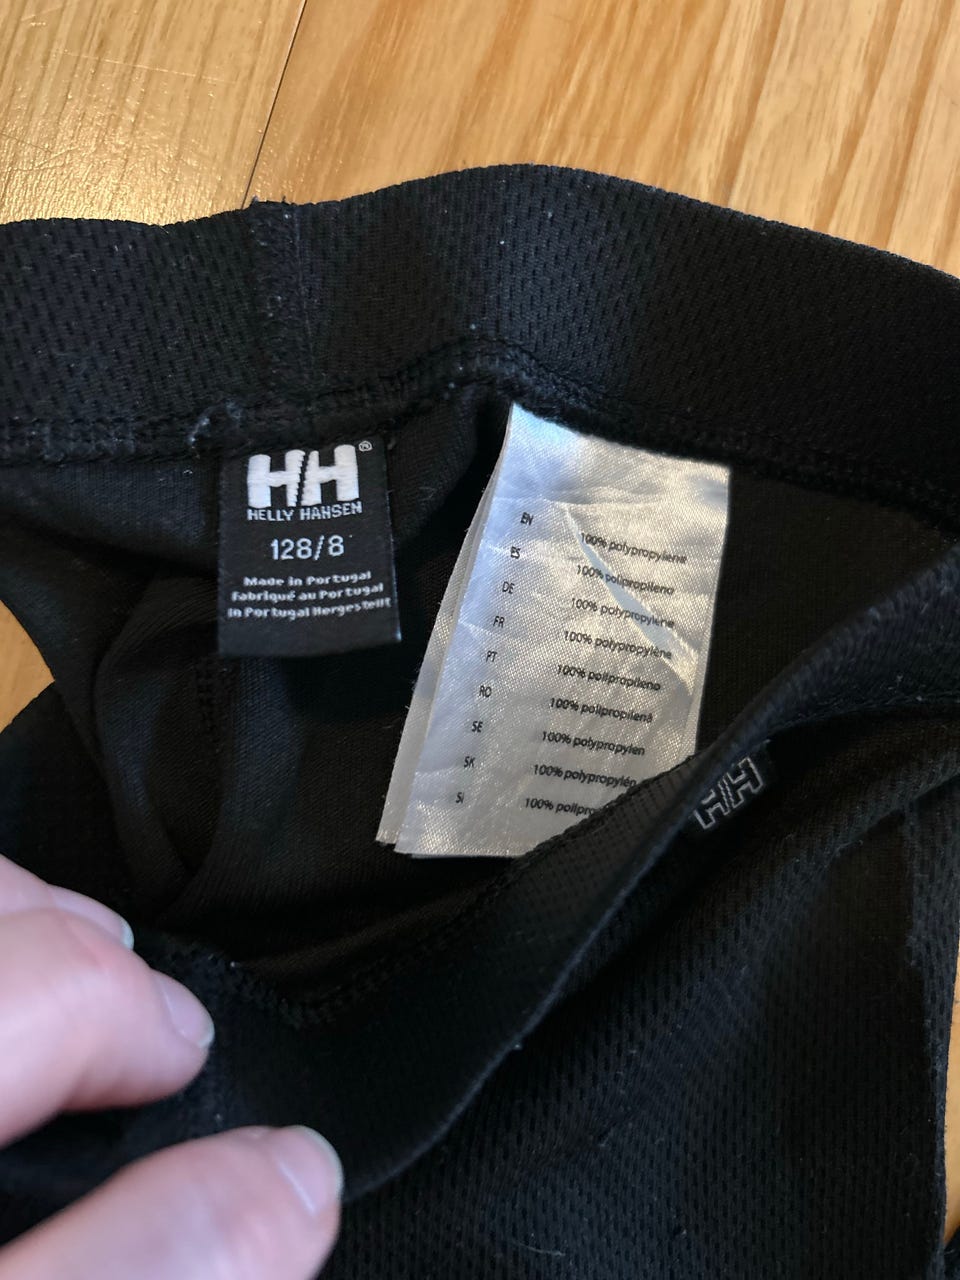 HH®
HELLY HANSEN
128/8
Made in Portugal
Fabriqué au Portugal
in Portugal Hergestellt
EN 100% polypropylene
ES 100% polipropileno
DE 100% polypropylene
FR 100% polypropylène
PT 100% polipropileno
RO 100% polipropilenă
SE 100% polypropylen
SK 100% polypropylén
SI 100%
HH